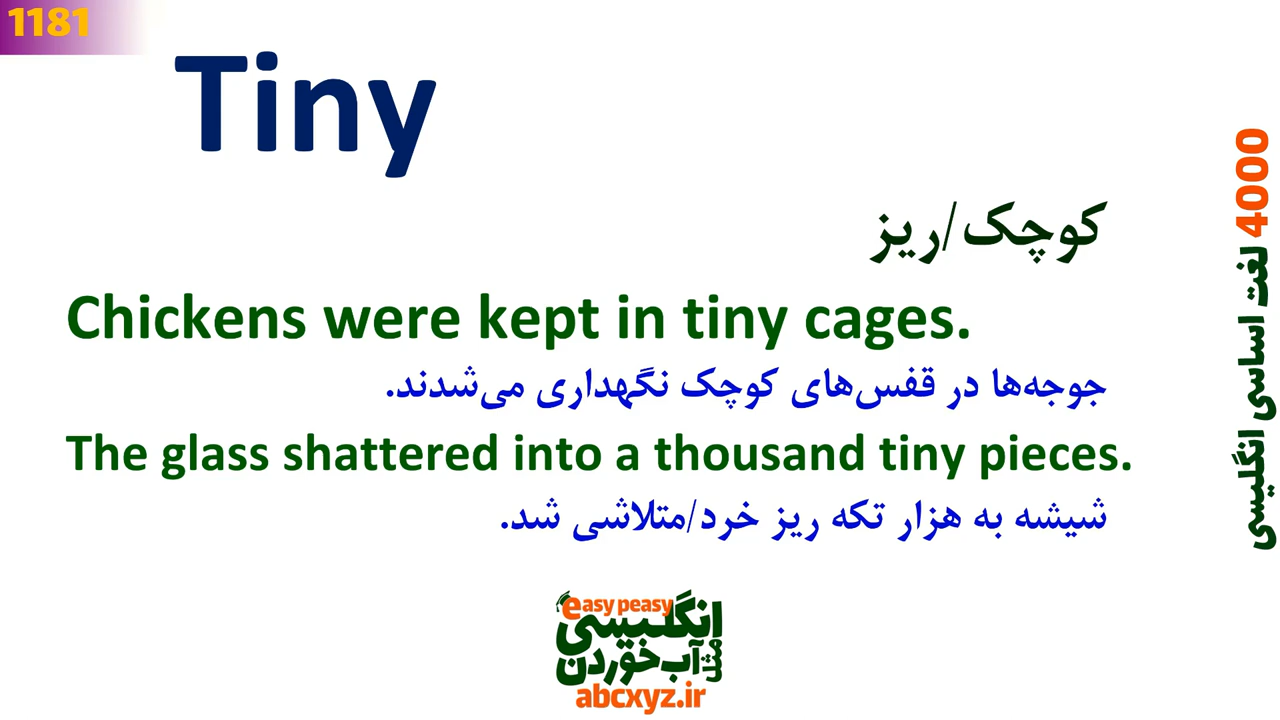 1181
Tiny
کوچک/ریز
Chickens were kept in tiny cages.
جوجه‌ها در قفس‌های کوچک نگهداری می‌شدند.
The glass shattered into a thousand tiny pieces.
شیشه به هزار تکه ریز خرد/متلاشی شد.
4000 لغت اساسی انگلیسی
easy peasy
انگلیسی
مثل آب خوردن
abcxyz.ir